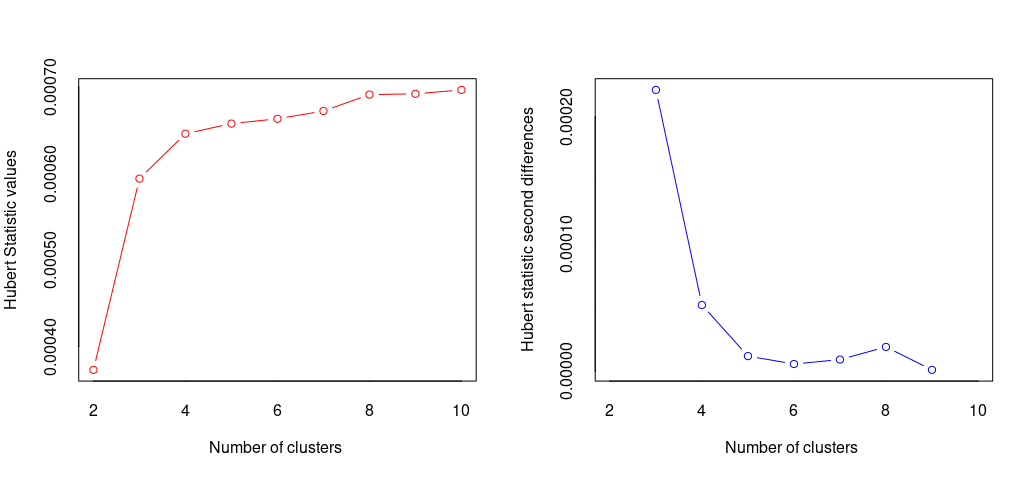 Hubert Statistic values
0.00070
0.00060
0.00050
0.00040
2 4 6 8 10
Number of clusters
Hubert statistic second differences
0.00020
0.00010
0.00000
2 4 6 8 10
Number of clusters